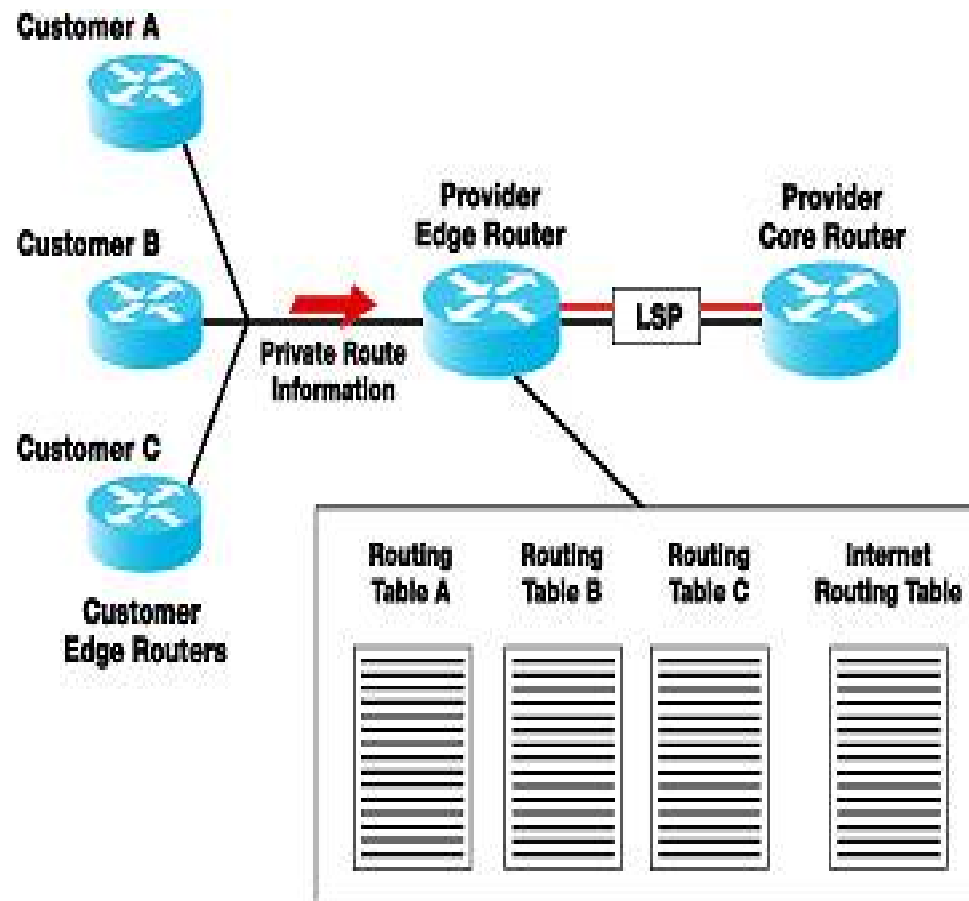 Customer A
Provider
Edge Router
Provider
Core Router
Customer B
LSP
Private Route
Information
Customer C
Customer
Edge Routers
Routing
Table A
Routing
Table B
Routing
Table C
Internet
Routing Table